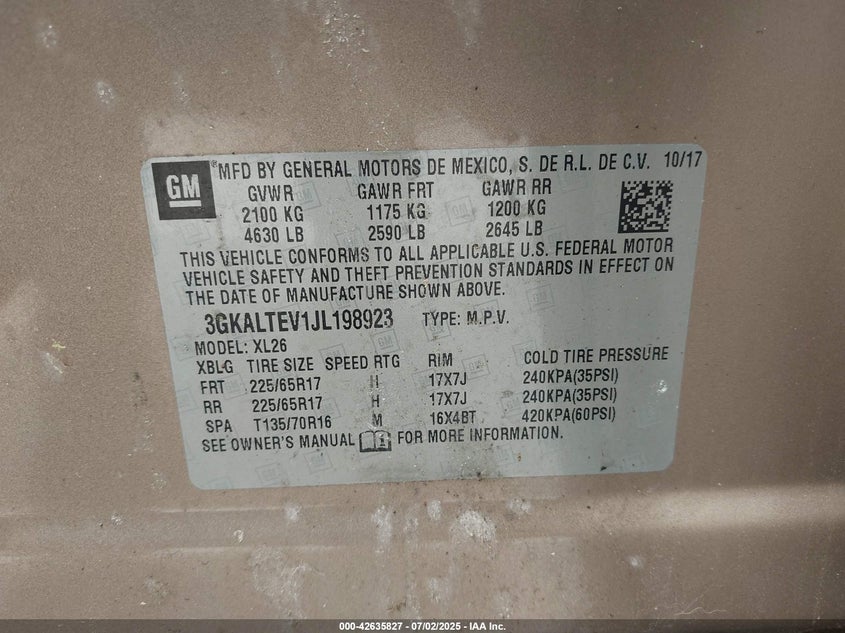 GM
® MFD BY GENERAL MOTORS DE MEXICO, S. DE R.L. DE C.V. 10/17
GVWR GAWR FRT GAWR RR
2100 KG 1175 KG 1200 KG
4630 LB 2590 LB 2645 LB
THIS VEHICLE CONFORMS TO ALL APPLICABLE U.S. FEDERAL MOTOR
VEHICLE SAFETY AND THEFT PREVENTION STANDARDS IN EFFECT ON
THE DATE OF MANUFACTURE SHOWN ABOVE.
3GKALTEV1JL198923 TYPE: M.P.V.
MODEL: XL26
XBLG TIRE SIZE SPEED RTG RIM COLD TIRE PRESSURE
FRT 225/65R17 H 17X7J 240KPA(35PSI)
RR 225/65R17 H 17X7J 240KPA(35PSI)
SPA T135/70R16 M 16X4BT 420KPA(60PSI)
SEE OWNER'S MANUAL FOR MORE INFORMATION.
000-42635827 - 07/02/2025 - IAA Inc.